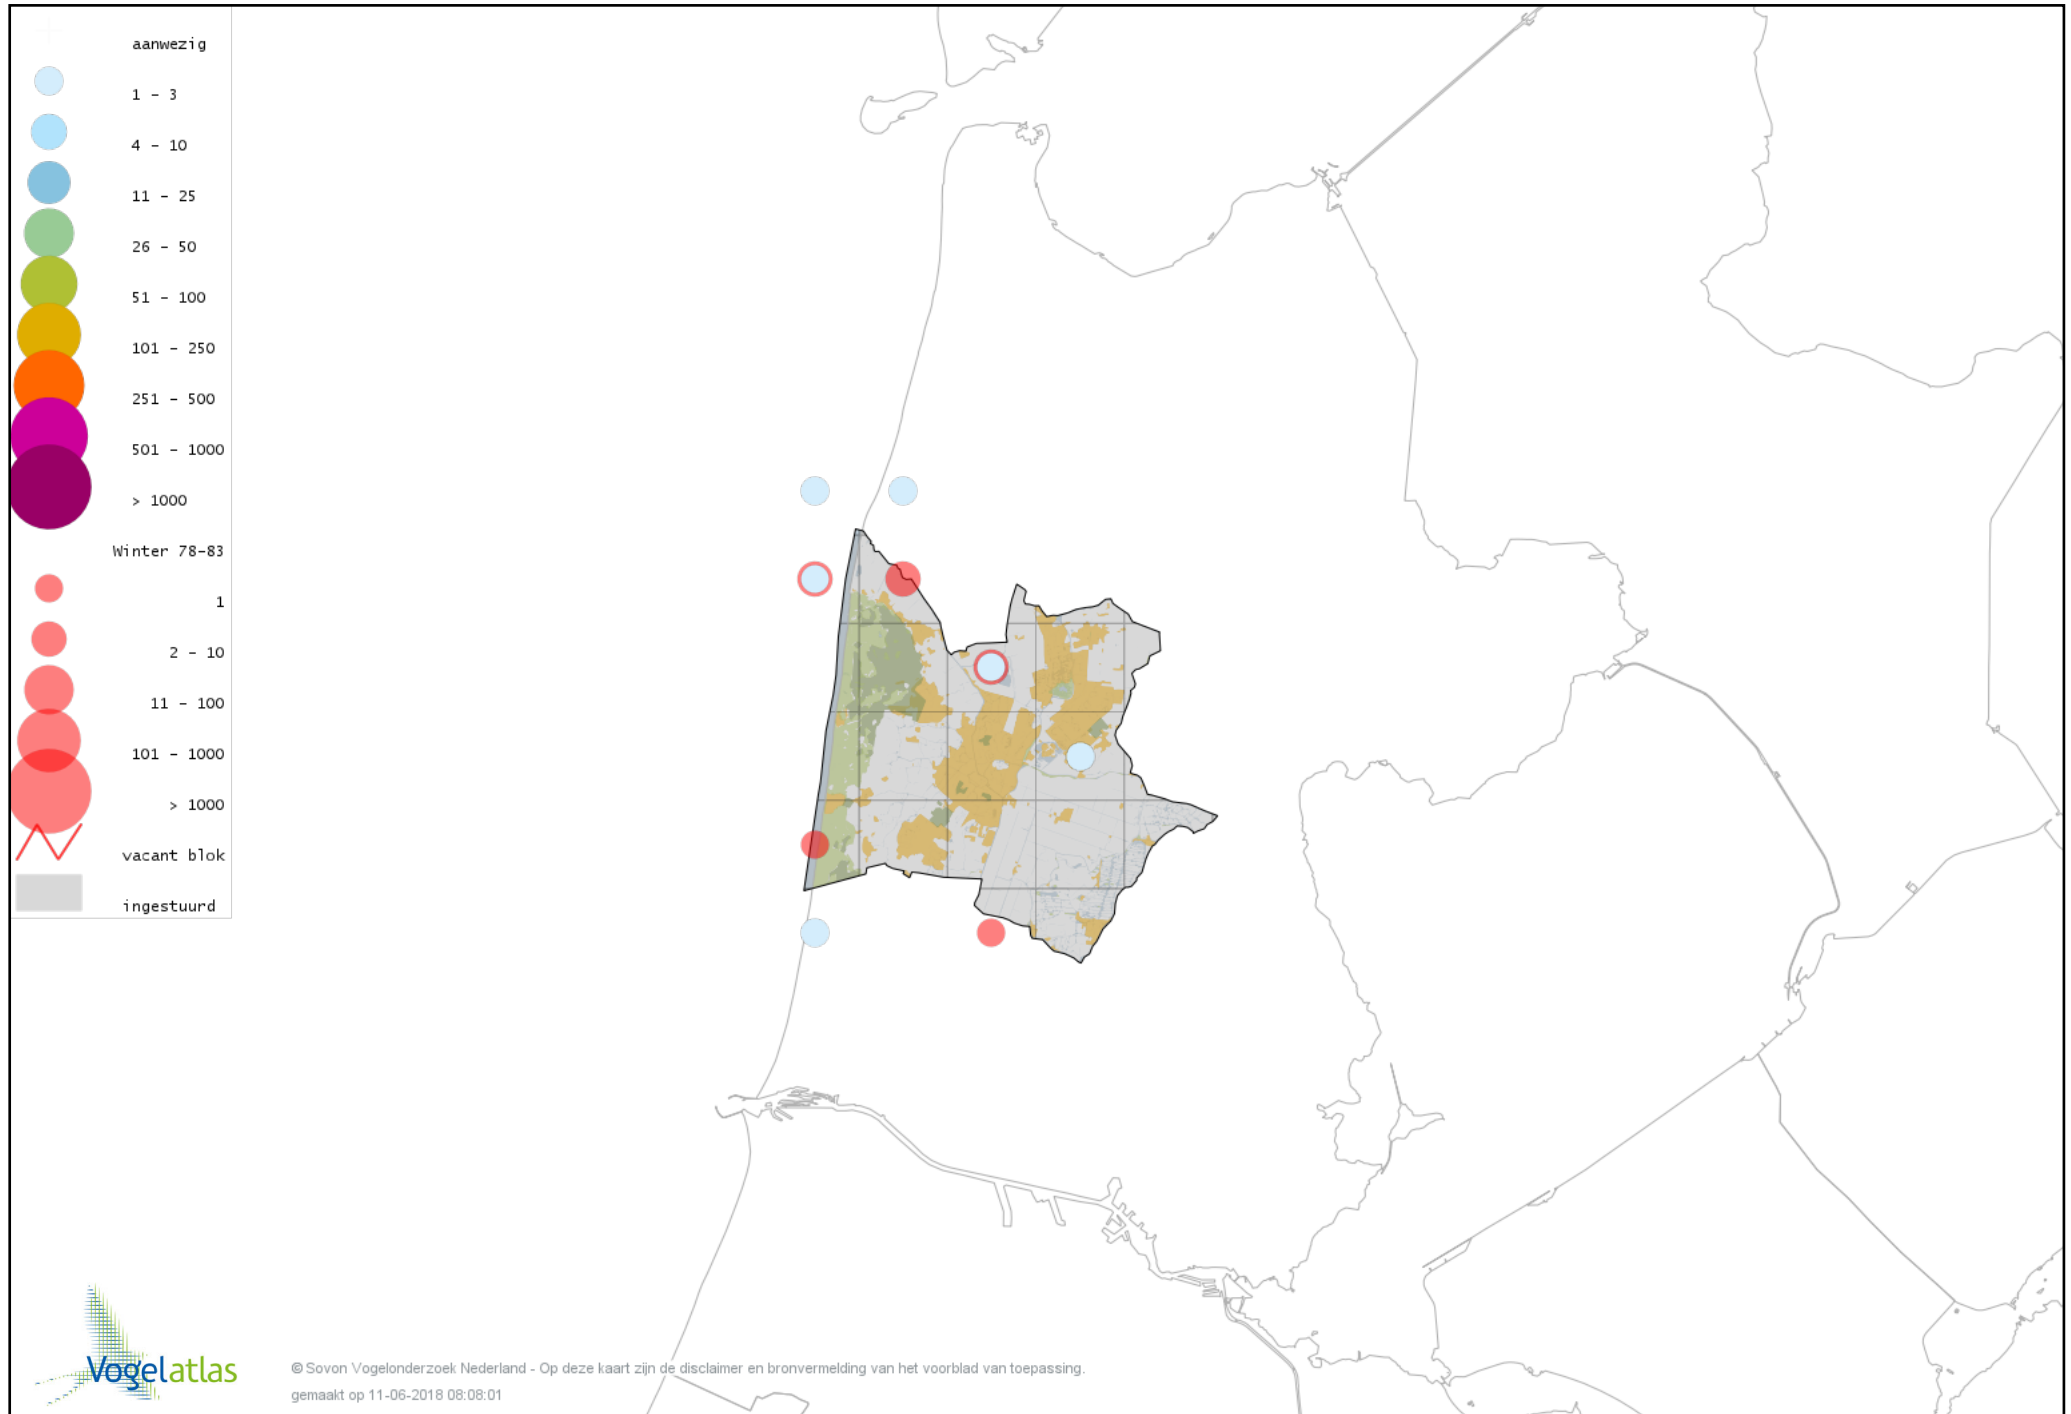 aanwezig
1 - 3
4 - 10
11 - 25
26 - 50
51 - 100
101 - 250
251 - 500
501 - 1000
> 1000
Winter 78-83
1
2 - 10
11 - 100
101 - 1000
> 1000
vacant blok
ingestuurd
Vogelatlas
© Sovon Vogelonderzoek Nederland - Op deze kaart zijn de disclaimer en bronvermelding van het voorblad van toepassing.
gemaakt op 11-06-2018 08:08:01